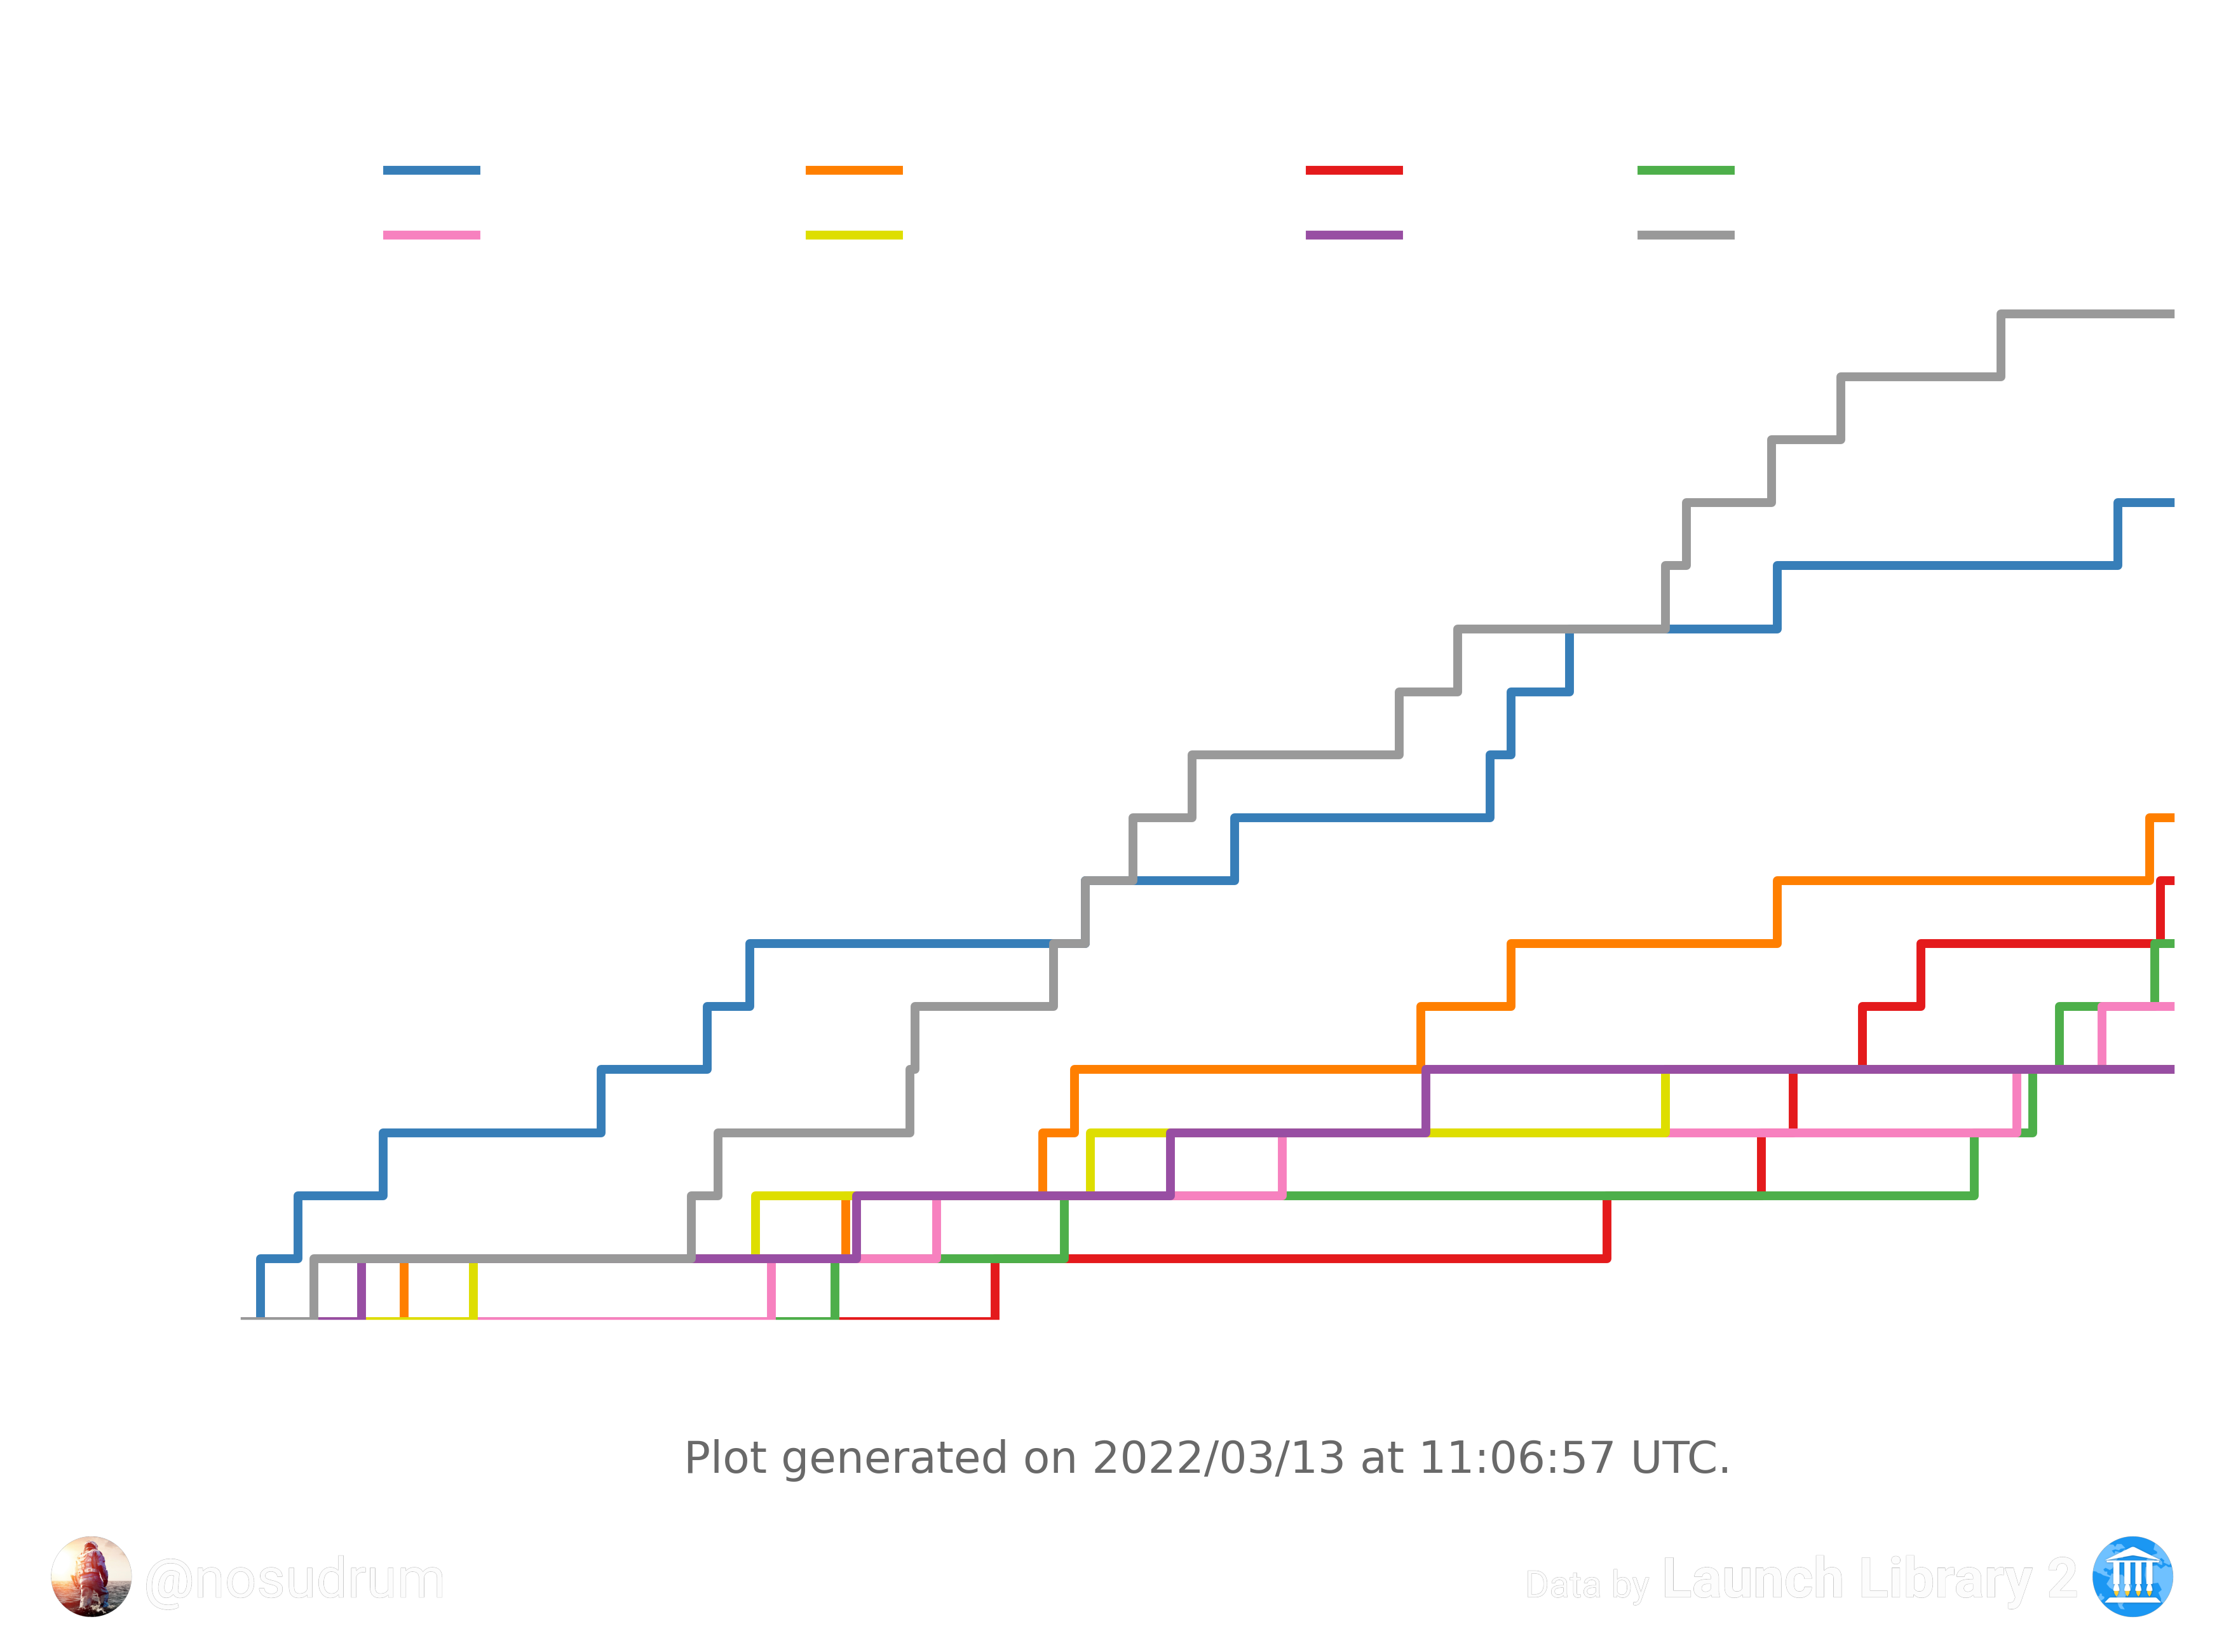 Plot generated on 2022/03/13 at 11:06:57 UTC.
@nosudrum
Data by Launch Library 2